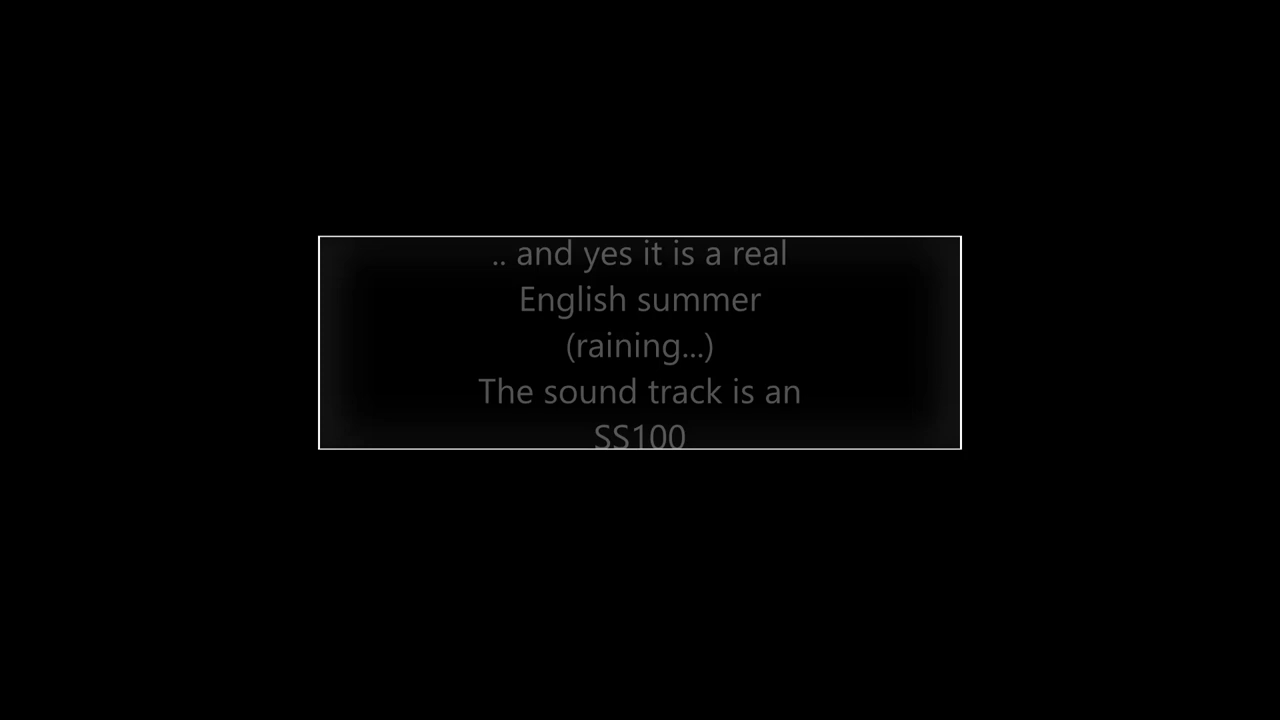 .. and yes it is a real
English summer
(raining...)
The sound track is an
SS100